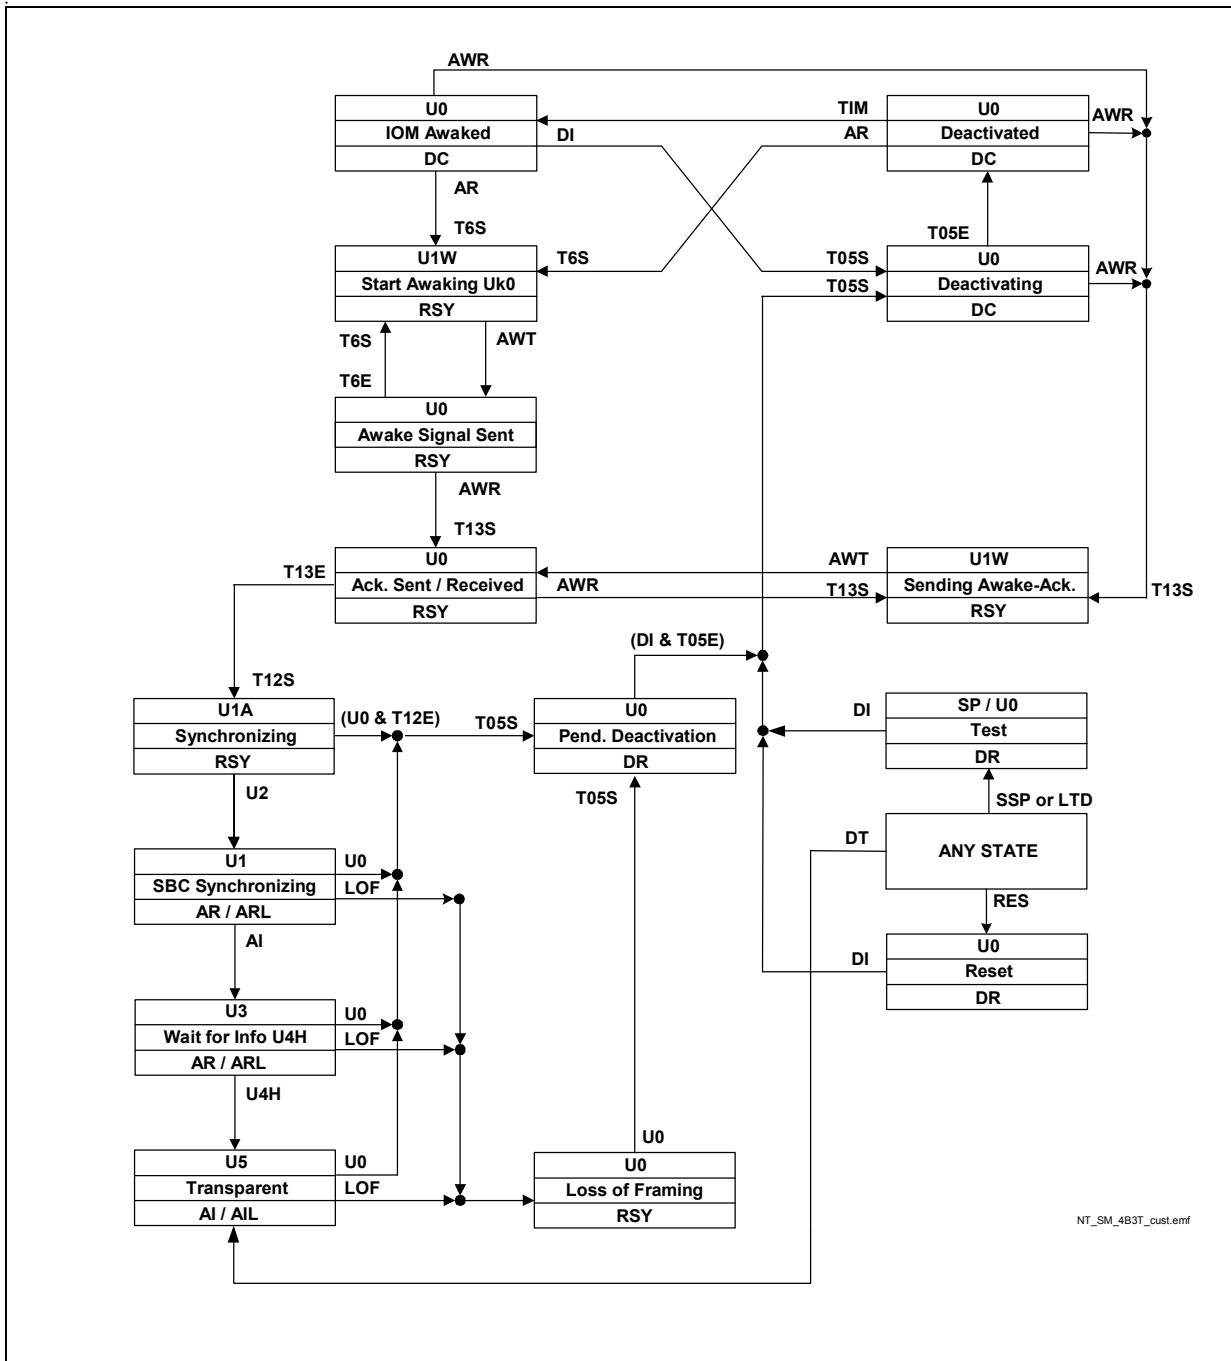 AWR
U0
IOM Awaked
DC
TIM
DI
AR
U0
Deactivated
DC
AWR
AR
T6S
U1W
Start Awaking Uk0
RSY
T6S
T05S
T05S
T05E
U0
Deactivating
DC
AWR
T6S
T6E
AWT
U0
Awake Signal Sent
RSY
AWR
T13S
T13E
U0
Ack. Sent / Received
RSY
AWT
AWR
T13S
U1W
Sending Awake-Ack.
RSY
T13S
(DI & T05E)
T12S
U1A
Synchronizing
RSY
(U0 & T12E)
T05S
U0
Pend. Deactivation
DR
DI
SP / U0
Test
DR
U2
T05S
SSP or LTD
DT
ANY STATE
RES
U1
SBC Synchronizing
AR / ARL
U0
LOF
AI
DI
U0
Reset
DR
U3
Wait for Info U4H
AR / ARL
U0
LOF
U4H
U5
Transparent
AI / AIL
U0
LOF
U0
U0
Loss of Framing
RSY
NT_SM_4B3T_cust.emf